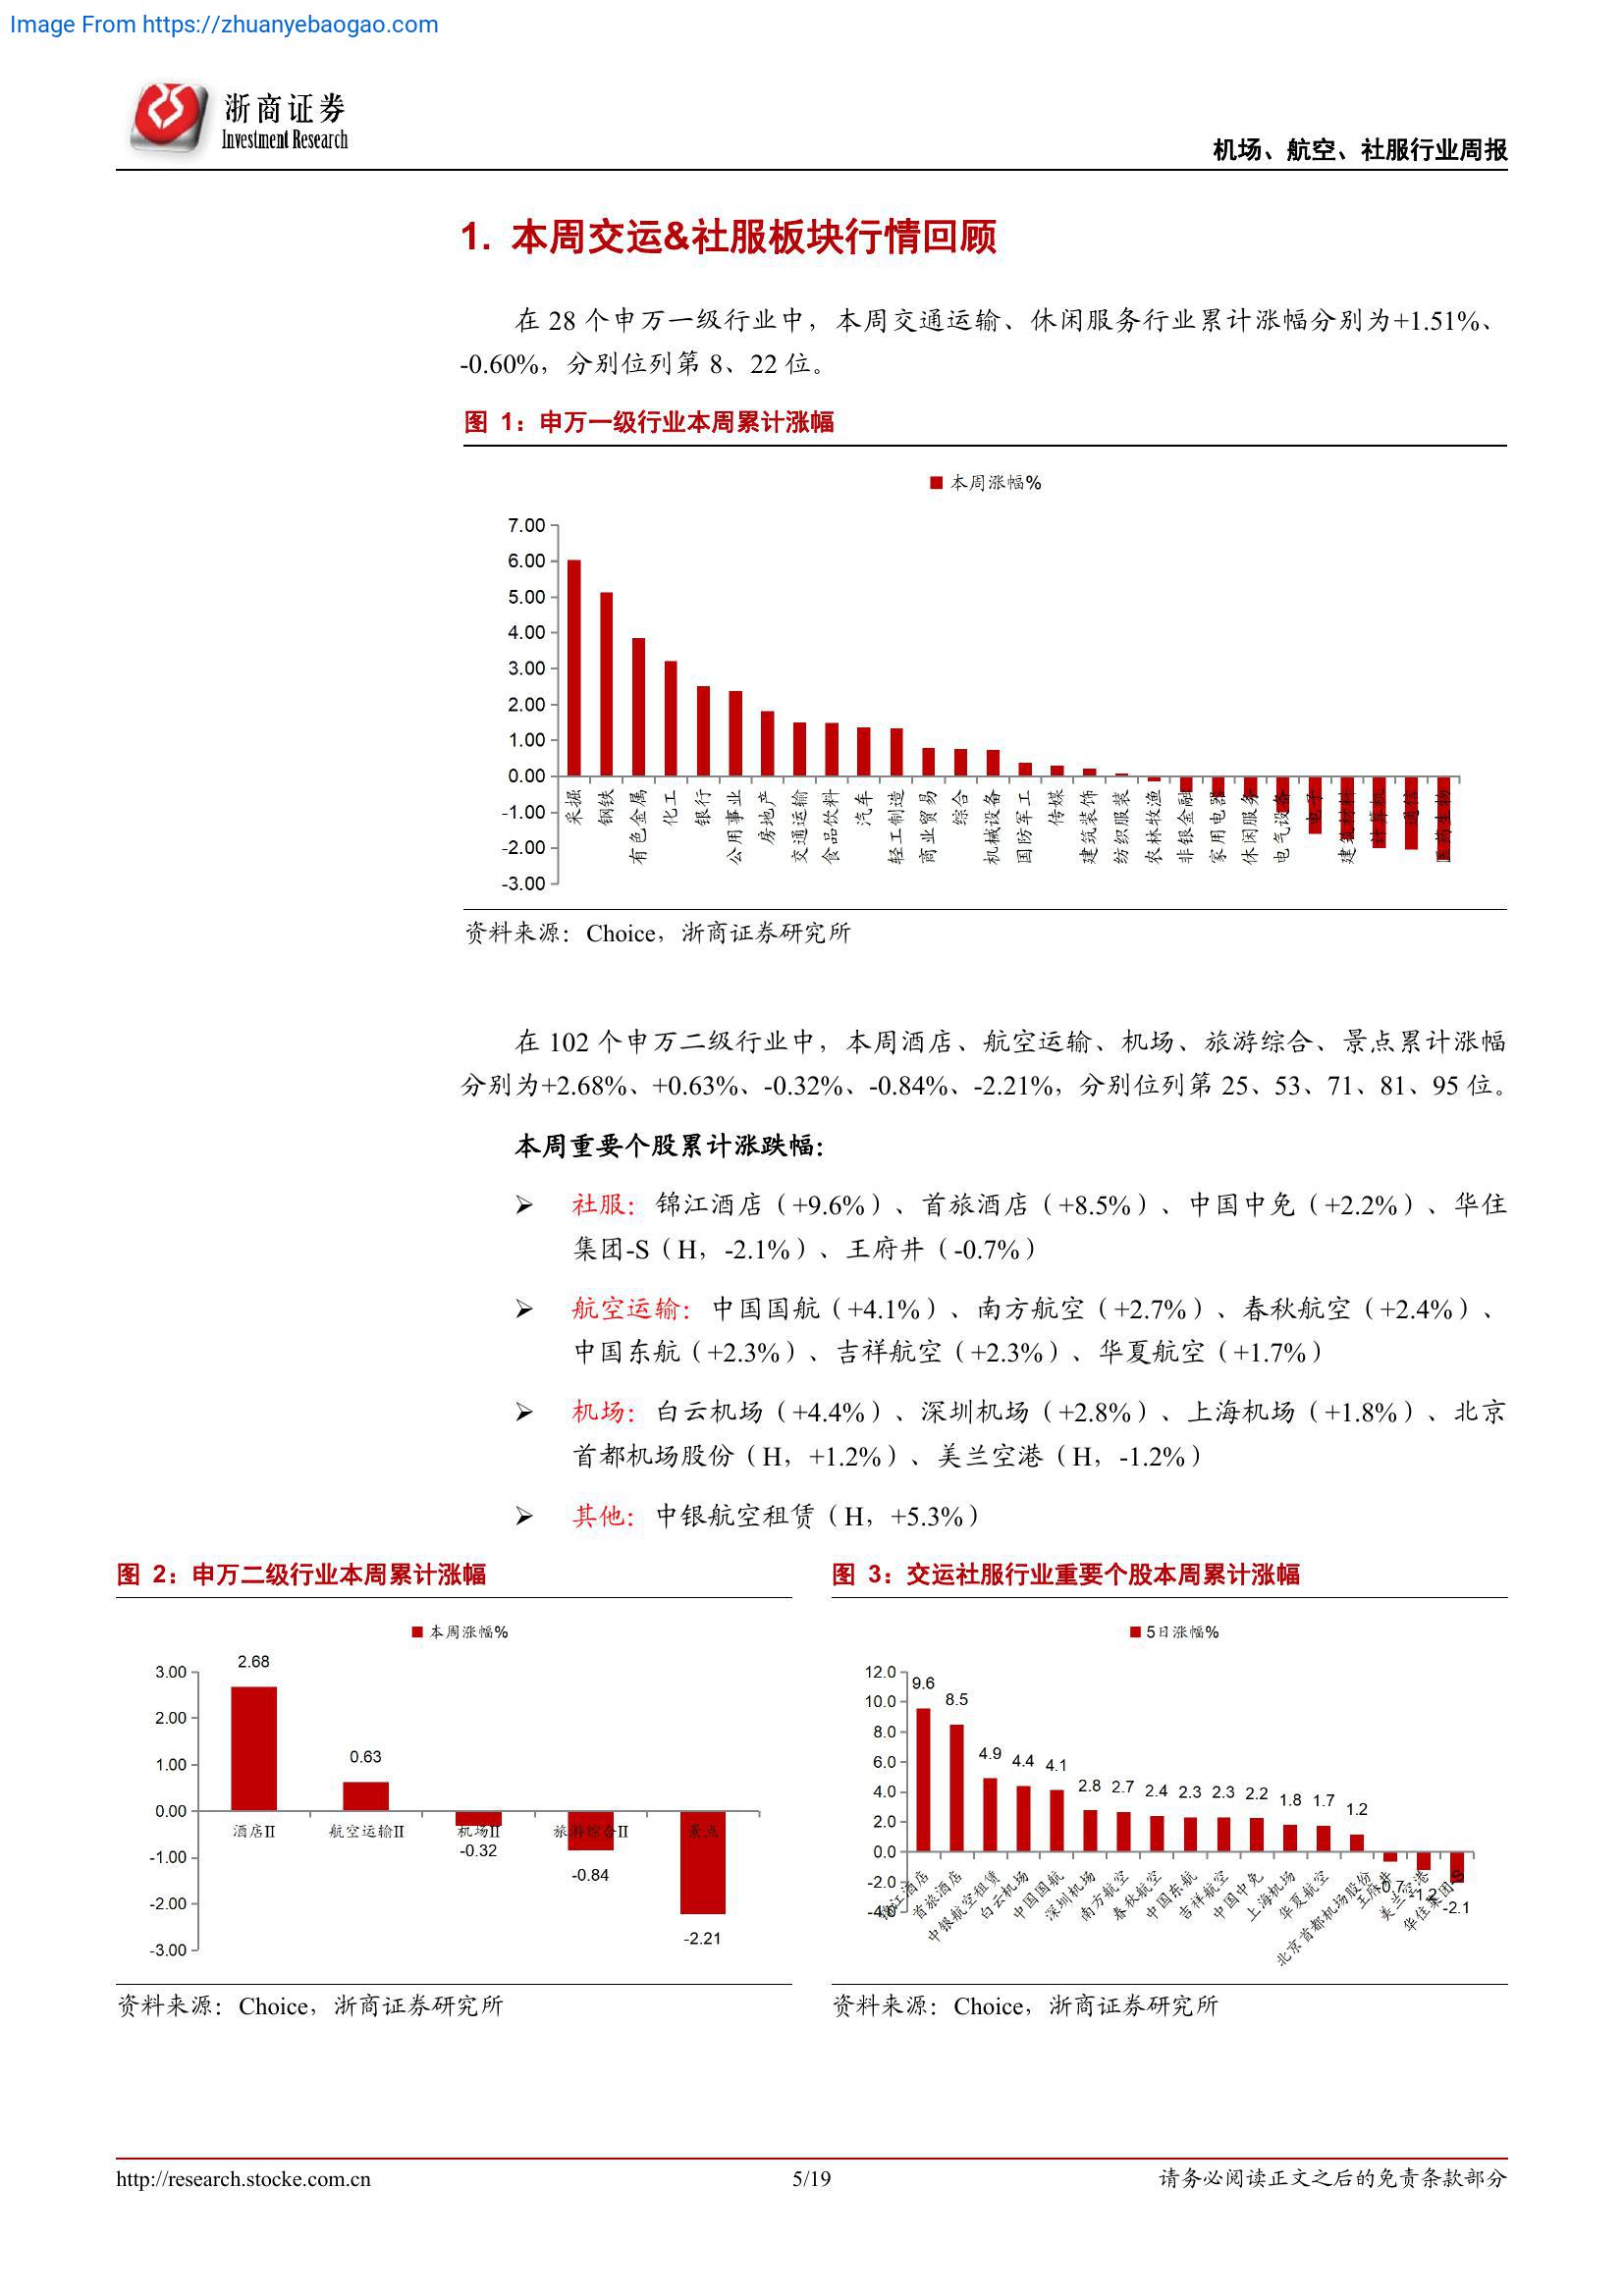 Image From https://zhuanyebaogao.com
浙商证券
Investment Research
机场、航空、社服行业周报
1. 本周交运&社服板块行情回顾
在 28 个申万一级行业中，本周交通运输、休闲服务行业累计涨幅分别为+1.51%、
-0.60%，分别位列第 8、22 位。
图 1：申万一级行业本周累计涨幅
本周涨幅%
7.00
6.00
5.00
4.00
3.00
2.00
1.00
0.00
-1.00
-2.00
-3.00
采掘
钢铁
有色金属
化工
银行
公用事业
房地产
交通运输
食品饮料
汽车
轻工制造
商业贸易
综合
机械设备
国防军工
传媒
建筑装饰
纺织服装
农林牧渔
非银金融
家用电器
休闲服务
电气设备
电子
建筑材料
计算机
通信
医药生物
资料来源：Choice，浙商证券研究所
在 102 个申万二级行业中，本周酒店、航空运输、机场、旅游综合、景点累计涨幅
分别为+2.68%、+0.63%、-0.32%、-0.84%、-2.21%，分别位列第 25、53、71、81、95 位。
本周重要个股累计涨跌幅：
➢ 社服：锦江酒店（+9.6%）、首旅酒店（+8.5%）、中国中免（+2.2%）、华住
集团-S（H，-2.1%）、王府井（-0.7%）
➢ 航空运输：中国国航（+4.1%）、南方航空（+2.7%）、春秋航空（+2.4%）、
中国东航（+2.3%）、吉祥航空（+2.3%）、华夏航空（+1.7%）
➢ 机场：白云机场（+4.4%）、深圳机场（+2.8%）、上海机场（+1.8%）、北京
首都机场股份（H，+1.2%）、美兰空港（H，-1.2%）
➢ 其他：中银航空租赁（H，+5.3%）
图 2：申万二级行业本周累计涨幅
本周涨幅%
3.00
2.00
1.00
0.00
-1.00
-2.00
-3.00
2.68
0.63
-0.32
-0.84
-2.21
酒店II
航空运输II
机场II
旅游综合II
景点
资料来源：Choice，浙商证券研究所
图 3：交运社服行业重要个股本周累计涨幅
5日涨幅%
12.0
10.0
8.0
6.0
4.0
2.0
0.0
-2.0
-4.0
9.6
8.5
4.9
4.4
4.1
2.8
2.7
2.4
2.3
2.3
2.2
1.8
1.7
1.2
-0.7
-1.2
-2.1
锦江酒店
首旅酒店
中银航空租赁
白云机场
中国国航
深圳机场
南方航空
春秋航空
中国东航
吉祥航空
中国中免
上海机场
华夏航空
北京首都机场股份
王府井
美兰空港
华住集团-S
资料来源：Choice，浙商证券研究所
http://research.stocke.com.cn
5/19
请务必阅读正文之后的免责条款部分